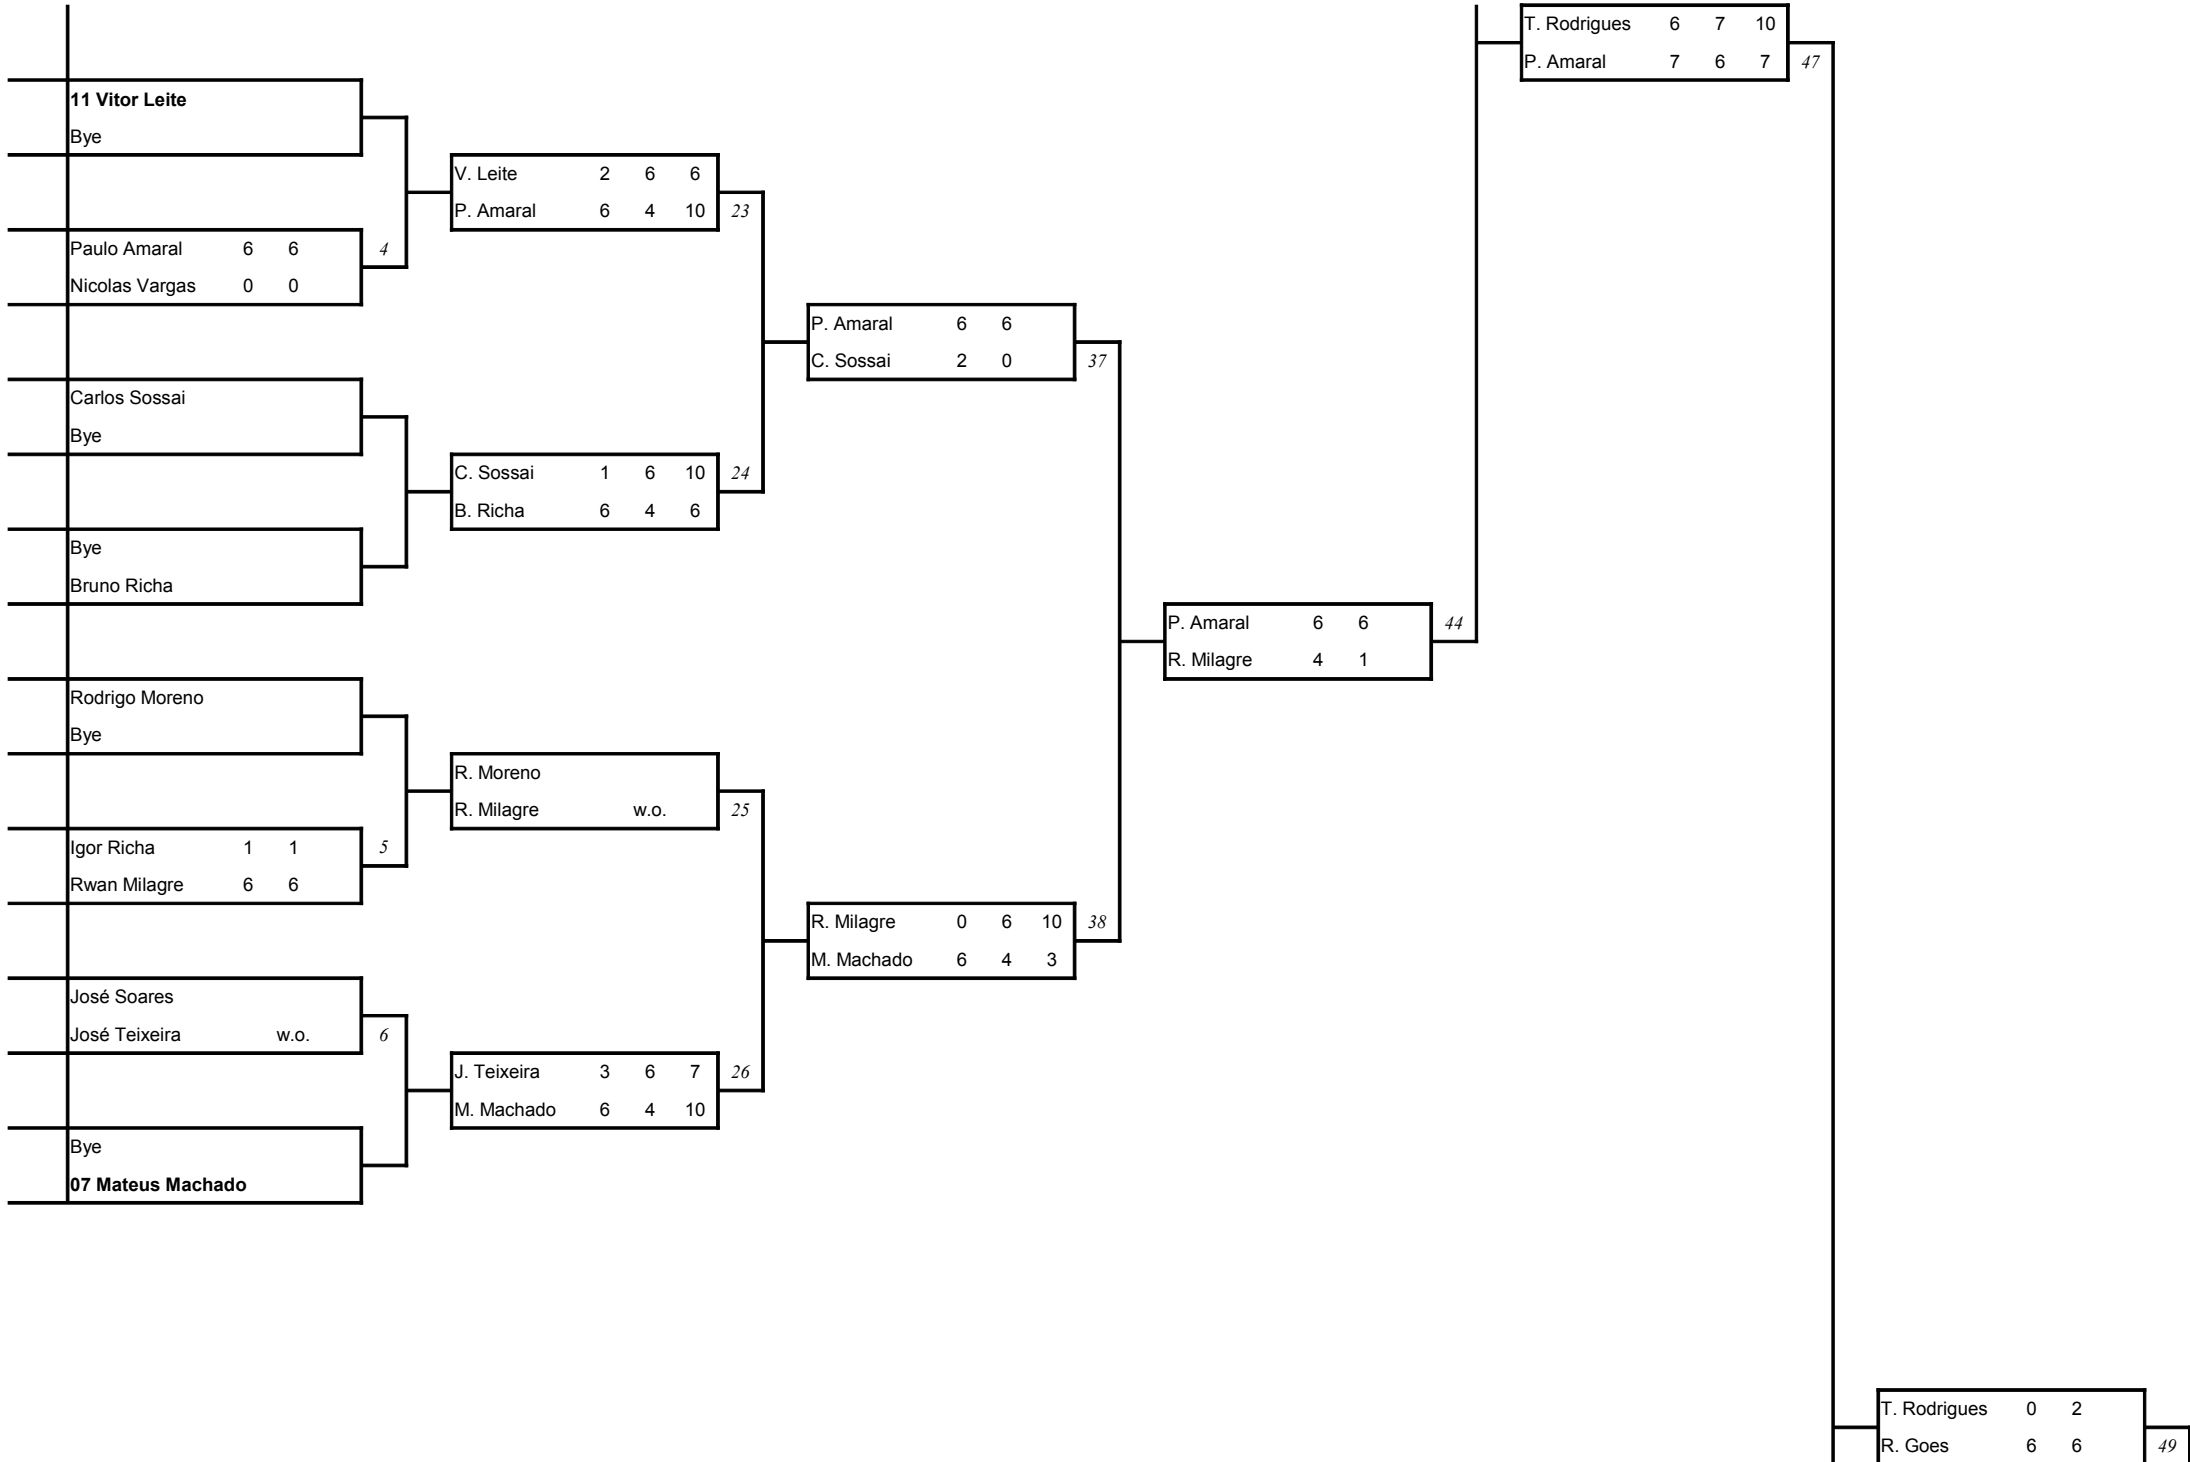 T. Rodrigues 6 7 10
P. Amaral 7 6 7 47
11 Vitor Leite
Bye
V. Leite 2 6 6
P. Amaral 6 4 10 23
Paulo Amaral 6 6 4
Nicolas Vargas 0 0
P. Amaral 6 6
C. Sossai 2 0 37
Carlos Sossai
Bye
C. Sossai 1 6 10 24
B. Richa 6 4 6
Bye
Bruno Richa
P. Amaral 6 6 44
R. Milagre 4 1
Rodrigo Moreno
Bye
R. Moreno
R. Milagre w.o. 25
Igor Richa 1 1 5
Rwan Milagre 6 6
R. Milagre 0 6 10 38
M. Machado 6 4 3
José Soares
José Teixeira w.o. 6
J. Teixeira 3 6 7 26
M. Machado 6 4 10
Bye
07 Mateus Machado
T. Rodrigues 0 2
R. Goes 6 6 49